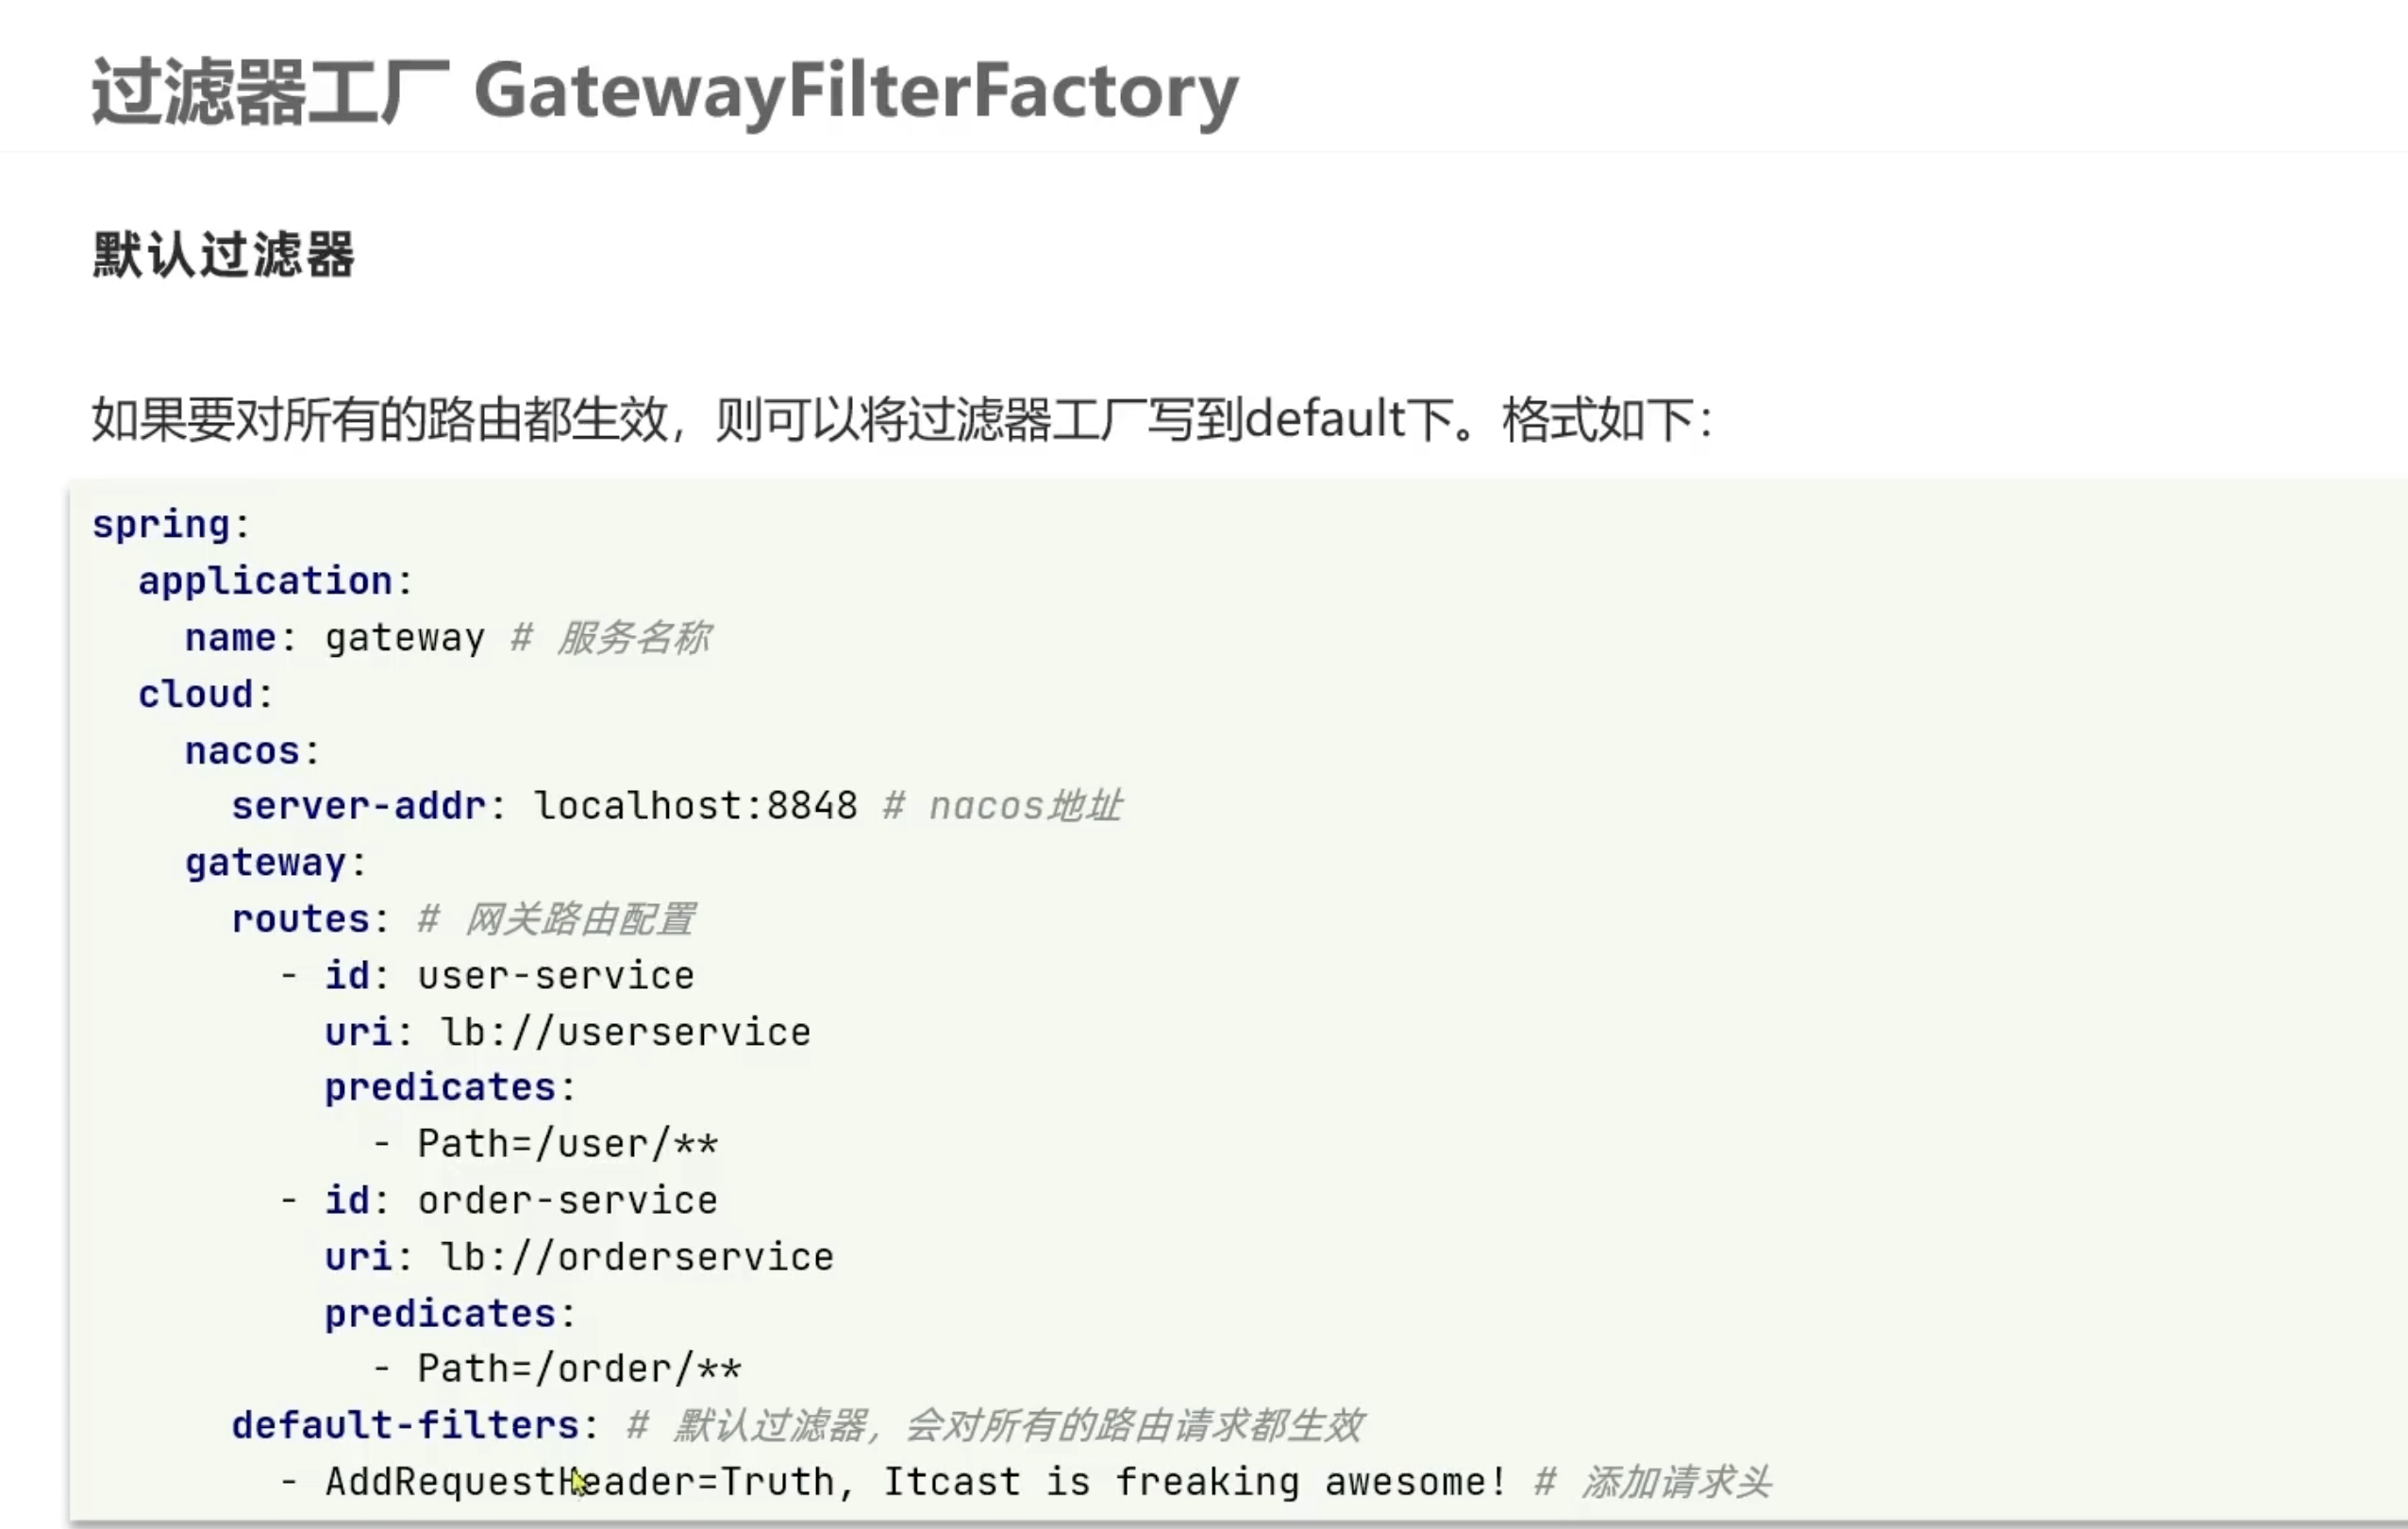 过滤器工厂 GatewayFilterFactory
默认过滤器
如果要对所有的路由都生效，则可以将过滤器工厂写到default下。格式如下：
spring:
  application:
    name: gateway # 服务名称
  cloud:
    nacos:
      server-addr: localhost:8848 # nacos地址
    gateway:
      routes: # 网关路由配置
        - id: user-service
          uri: lb://userservice
          predicates:
            - Path=/user/**
        - id: order-service
          uri: lb://orderservice
          predicates:
            - Path=/order/**
      default-filters: # 默认过滤器，会对所有的路由请求都生效
        - AddRequestHeader=Truth, Itcast is freaking awesome! # 添加请求头